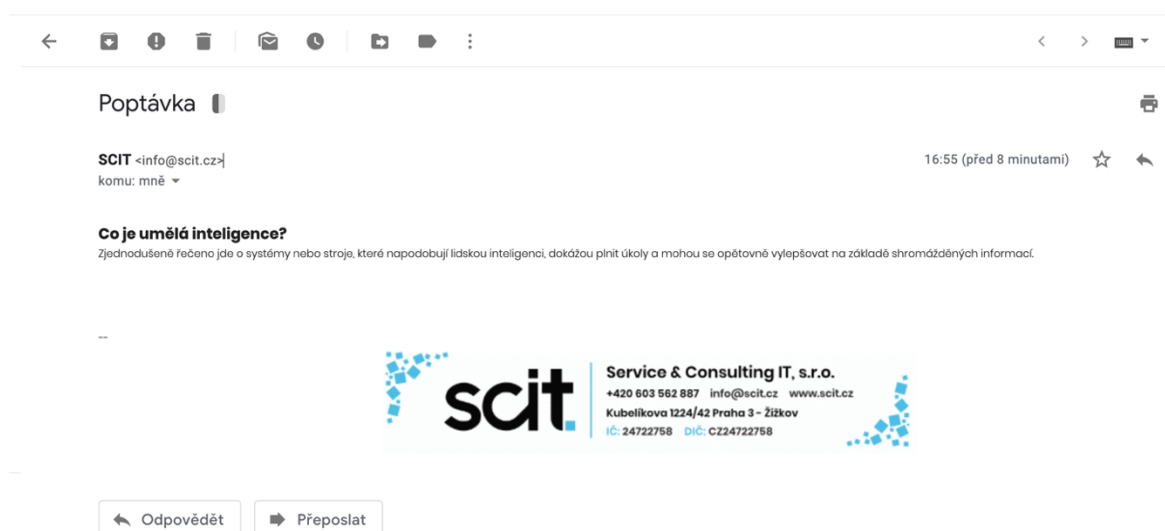 Poptávka
SCIT <info@scit.cz>
16:55 (před 8 minutami)
komu: mně
Co je umělá inteligence?
Zjednodušeně řečeno jde o systémy nebo stroje, které napodobují lidskou inteligenci, dokážou plnit úkoly a mohou se opětovně vylepšovat na základě shromážděných informací.
--
scit.
Service & Consulting IT, s.r.o.
+420 603 562 887 info@scit.cz www.scit.cz
Kubelíkova 1224/42 Praha 3 - Žižkov
IČ: 24722758 DIČ: CZ24722758
Odpovědět
Přeposlat